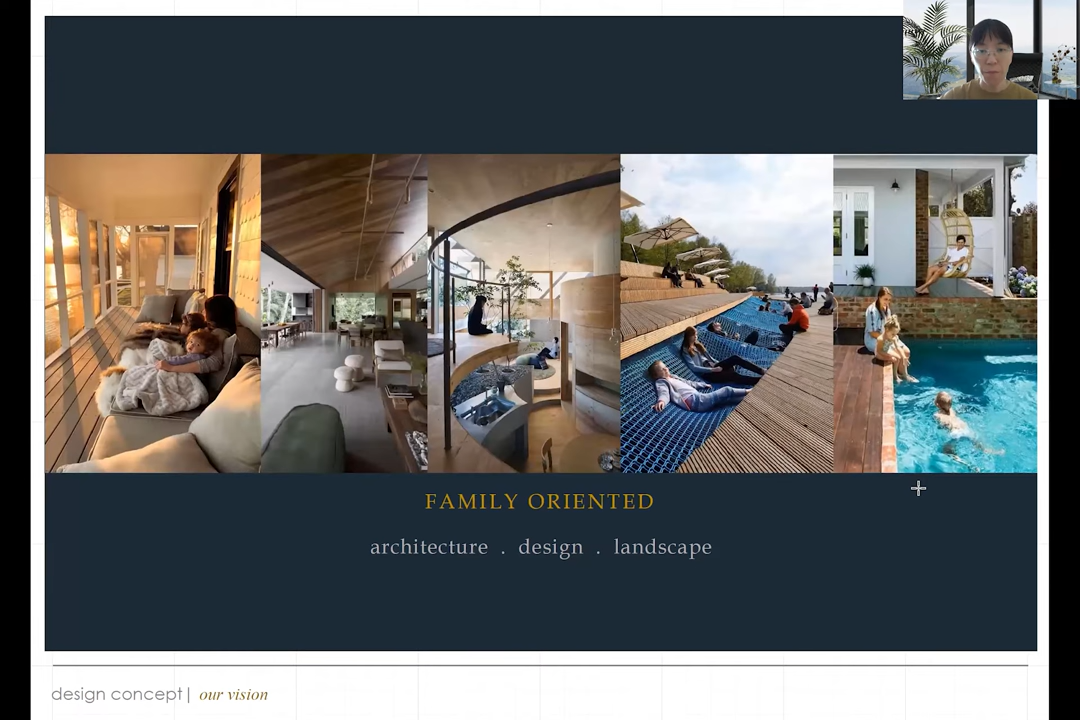 FAMILY ORIENTED
architecture . design . landscape
design concept| our vision